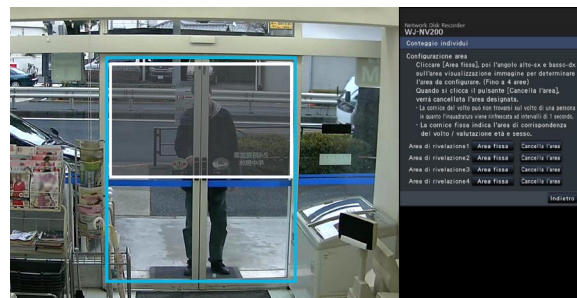 Network Disk Recorder
WJ-NV200
Conteggio individui
Configurazione area
Cliccare [Area fissa], poi l'angolo alto-sx e basso-dx
sull'area visualizzazione immagine per determinare
l'area da configurare. (Fino a 4 aree)
Quando si clicca il pulsante [Cancella l'area],
verrà cancellata l'area designata.
- La cornice del volto può non trovarsi sul volto di una persona
in quanto l'inquadratura viene rinfrescata ad intervalli di 1 secondo.
- La cornice fissa indica l'area di corrispondenza
del volto / valutazione età e sesso.
Area di rivelazione1 Area fissa Cancella l'area
Area di rivelazione2 Area fissa Cancella l'area
Area di rivelazione3 Area fissa Cancella l'area
Area di rivelazione4 Area fissa Cancella l'area
Indietro